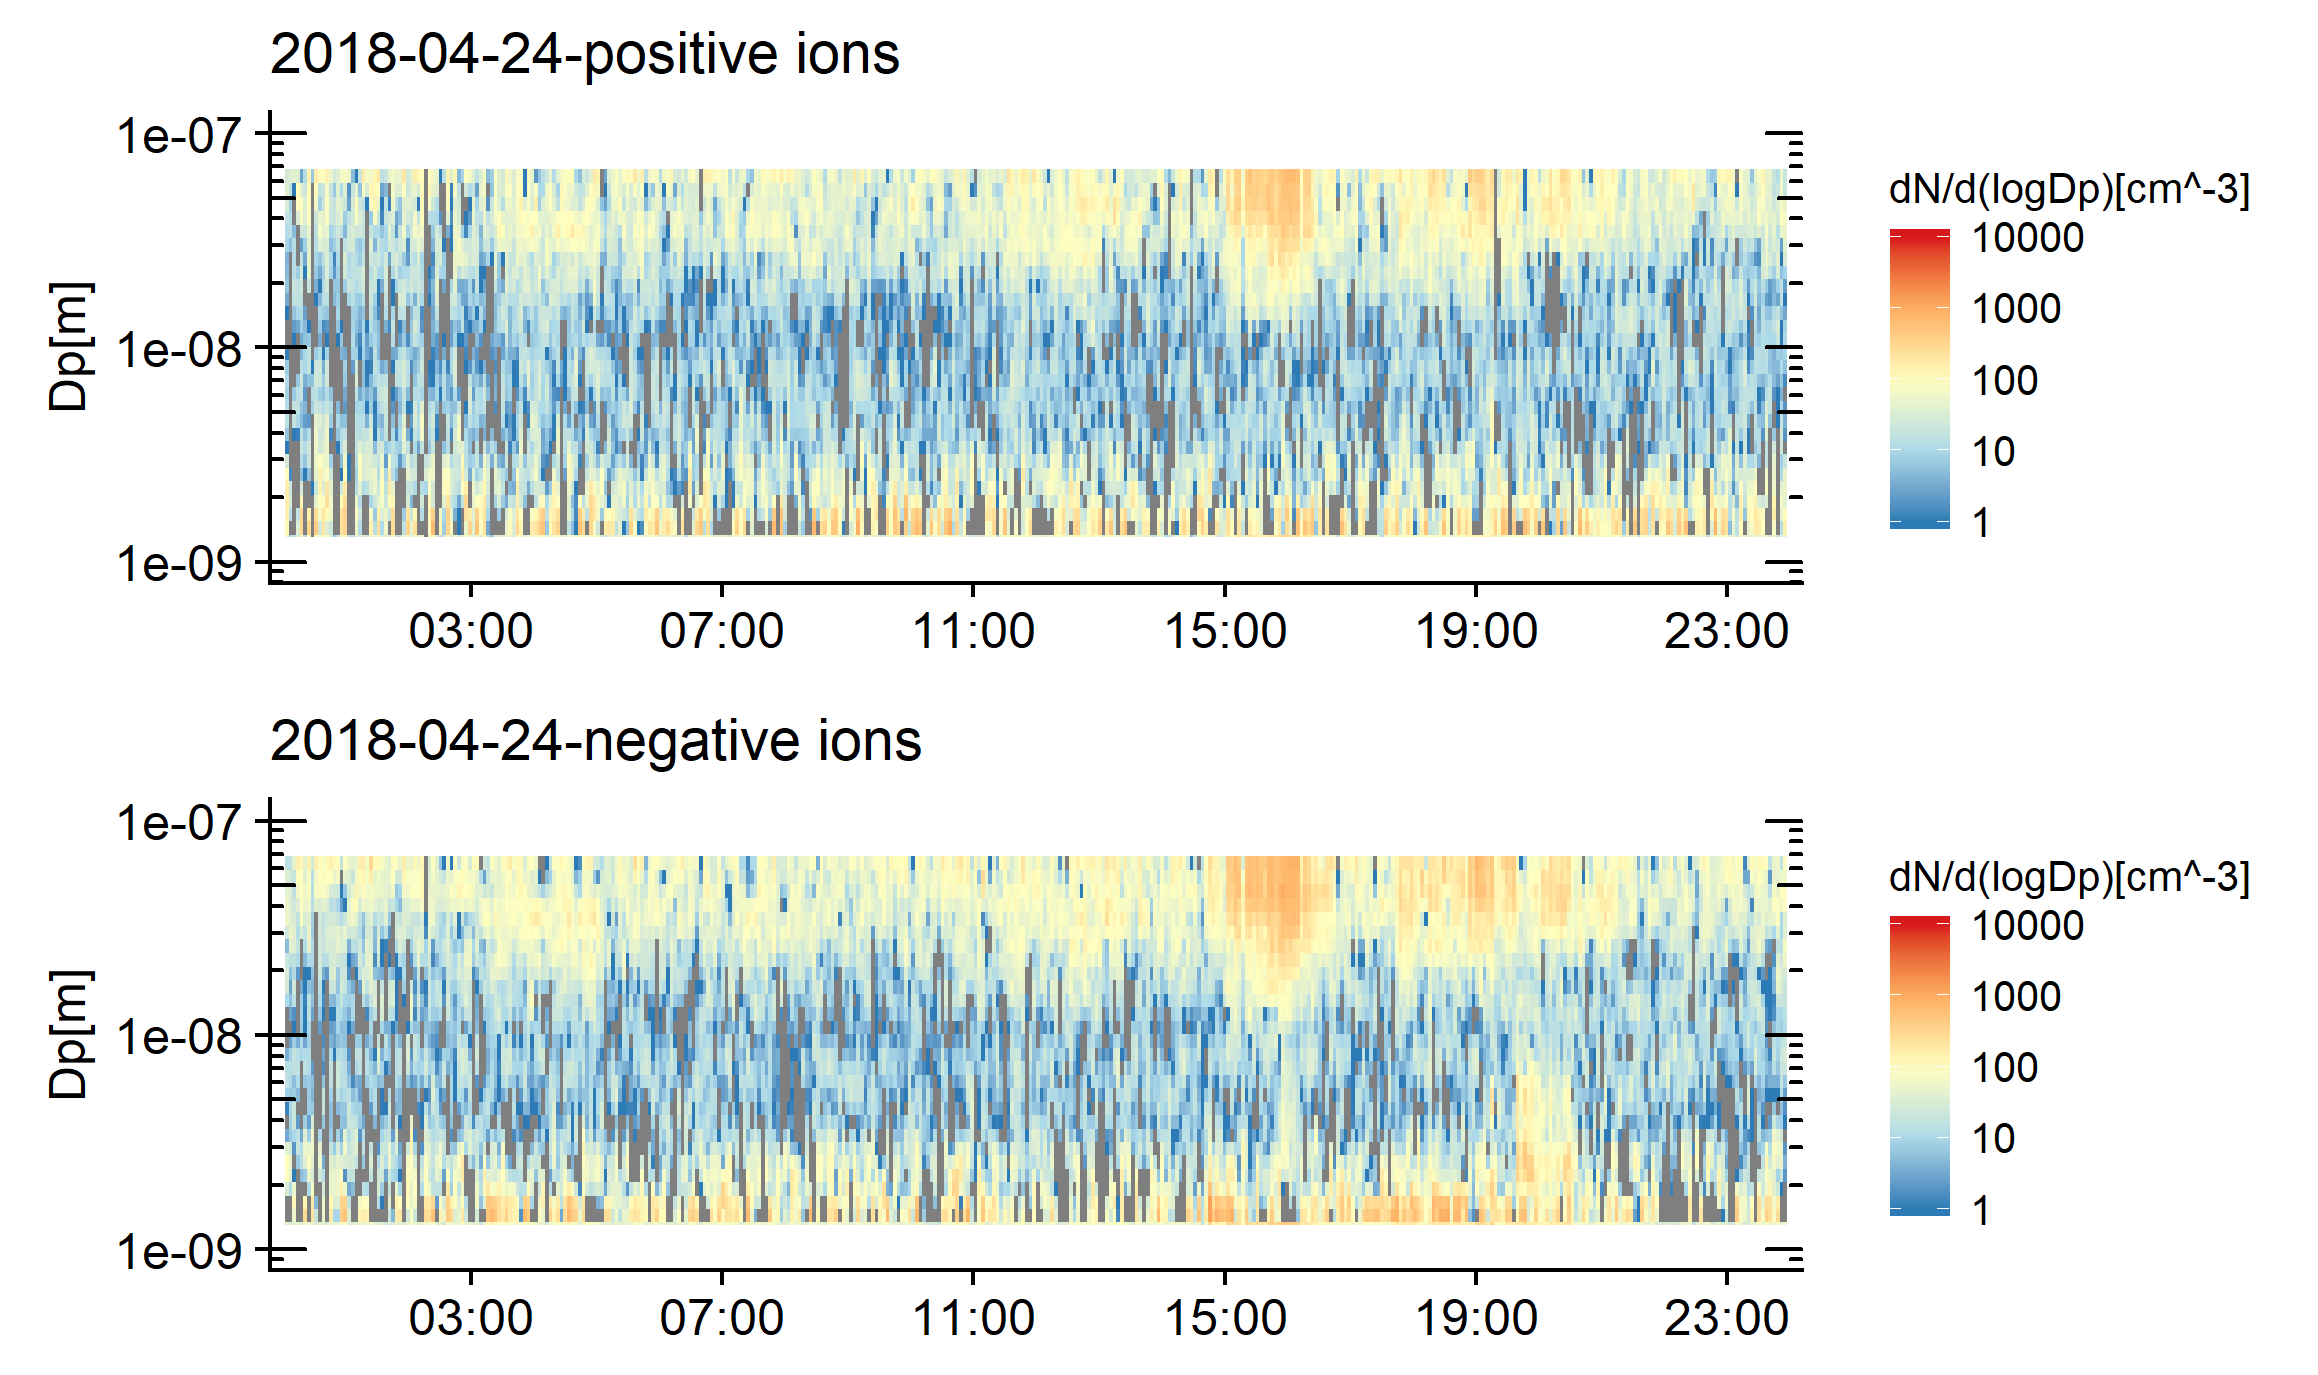 2018-04-24-positive ions
1e-07
1e-08
1e-09
Dp[m]
03:00 07:00 11:00 15:00 19:00 23:00
dN/d(logDp)[cm^-3]
10000
1000
100
10
1
2018-04-24-negative ions
1e-07
1e-08
1e-09
Dp[m]
03:00 07:00 11:00 15:00 19:00 23:00
dN/d(logDp)[cm^-3]
10000
1000
100
10
1